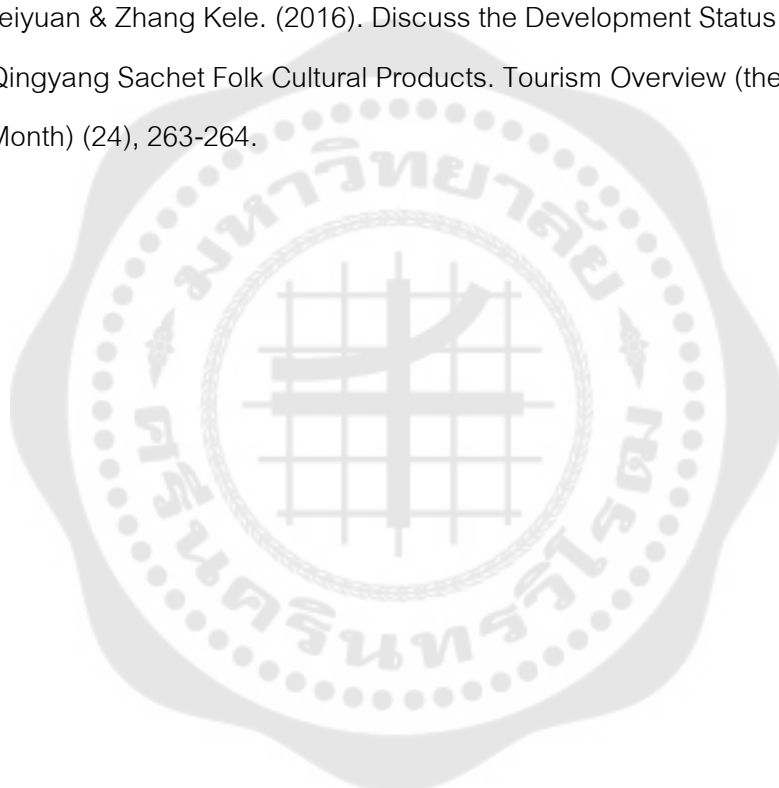 eiyuan & Zhang Kele. (2016). Discuss the Development Status
Qingyang Sachet Folk Cultural Products. Tourism Overview (the
Month) (24), 263-264.
มหาวิทยาลัย
ศรีนครินทรวิโรฒ